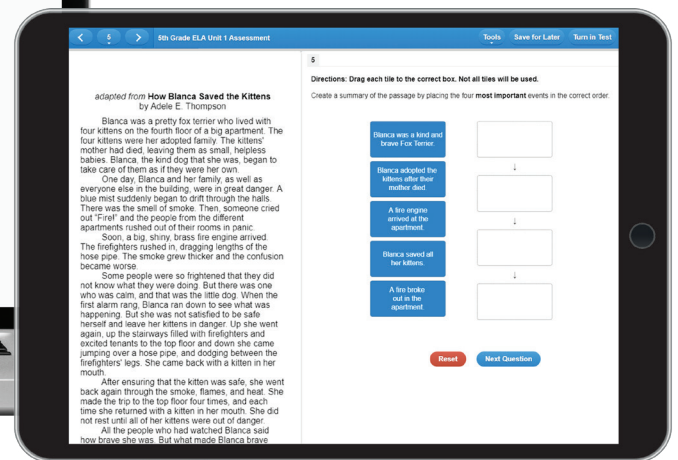 5
5th Grade ELA Unit 1 Assessment
Tools
Save for Later
Turn in Test
adapted from How Blanca Saved the Kittens
by Adele E. Thompson
Blanca was a pretty fox terrier who lived with
four kittens on the fourth floor of a big apartment. The
four kittens were her adopted family. The kittens'
mother had died, leaving them as small, helpless
babies. Blanca, the kind dog that she was, began to
take care of them as if they were her own.
One day, Blanca and her family, as well as
everyone else in the building, were in great danger. A
blue mist suddenly began to drift through the halls.
There was the smell of smoke. Then, someone cried
out "Fire!" and the people from the different
apartments rushed out of their rooms in panic.
Soon, a big, shiny, brass fire engine arrived.
The firefighters rushed in, dragging lengths of the
hose pipe. The smoke grew thicker and the confusion
became worse.
Some people were so frightened that they did
not know what they were doing. But there was one
who was calm, and that was the little dog. When the
first alarm rang, Blanca ran down to see what was
happening. But she was not satisfied to be safe
herself and leave her kittens in danger. Up she went
again, up the stairways filled with firefighters and
excited tenants to the top floor and down she came
jumping over a hose pipe, and dodging between the
firefighters' legs. She came back with a kitten in her
mouth.
After ensuring that the kitten was safe, she went
back again through the smoke, flames, and heat. She
made the trip to the top floor four times, and each
time she returned with a kitten in her mouth. She did
not rest until all of her kittens were out of danger.
All the people who had watched Blanca said
how brave she was. But what made Blanca brave
5
Directions: Drag each tile to the correct box. Not all tiles will be used.
Create a summary of the passage by placing the four most important events in the correct order.
Blanca was a kind and
brave Fox Terrier.
Blanca adopted the
kittens after their
mother died
A fire engine
arrived at the
apartment
Blanca saved all
her kittens.
A fire broke
out in the
apartment
Reset
Next Question